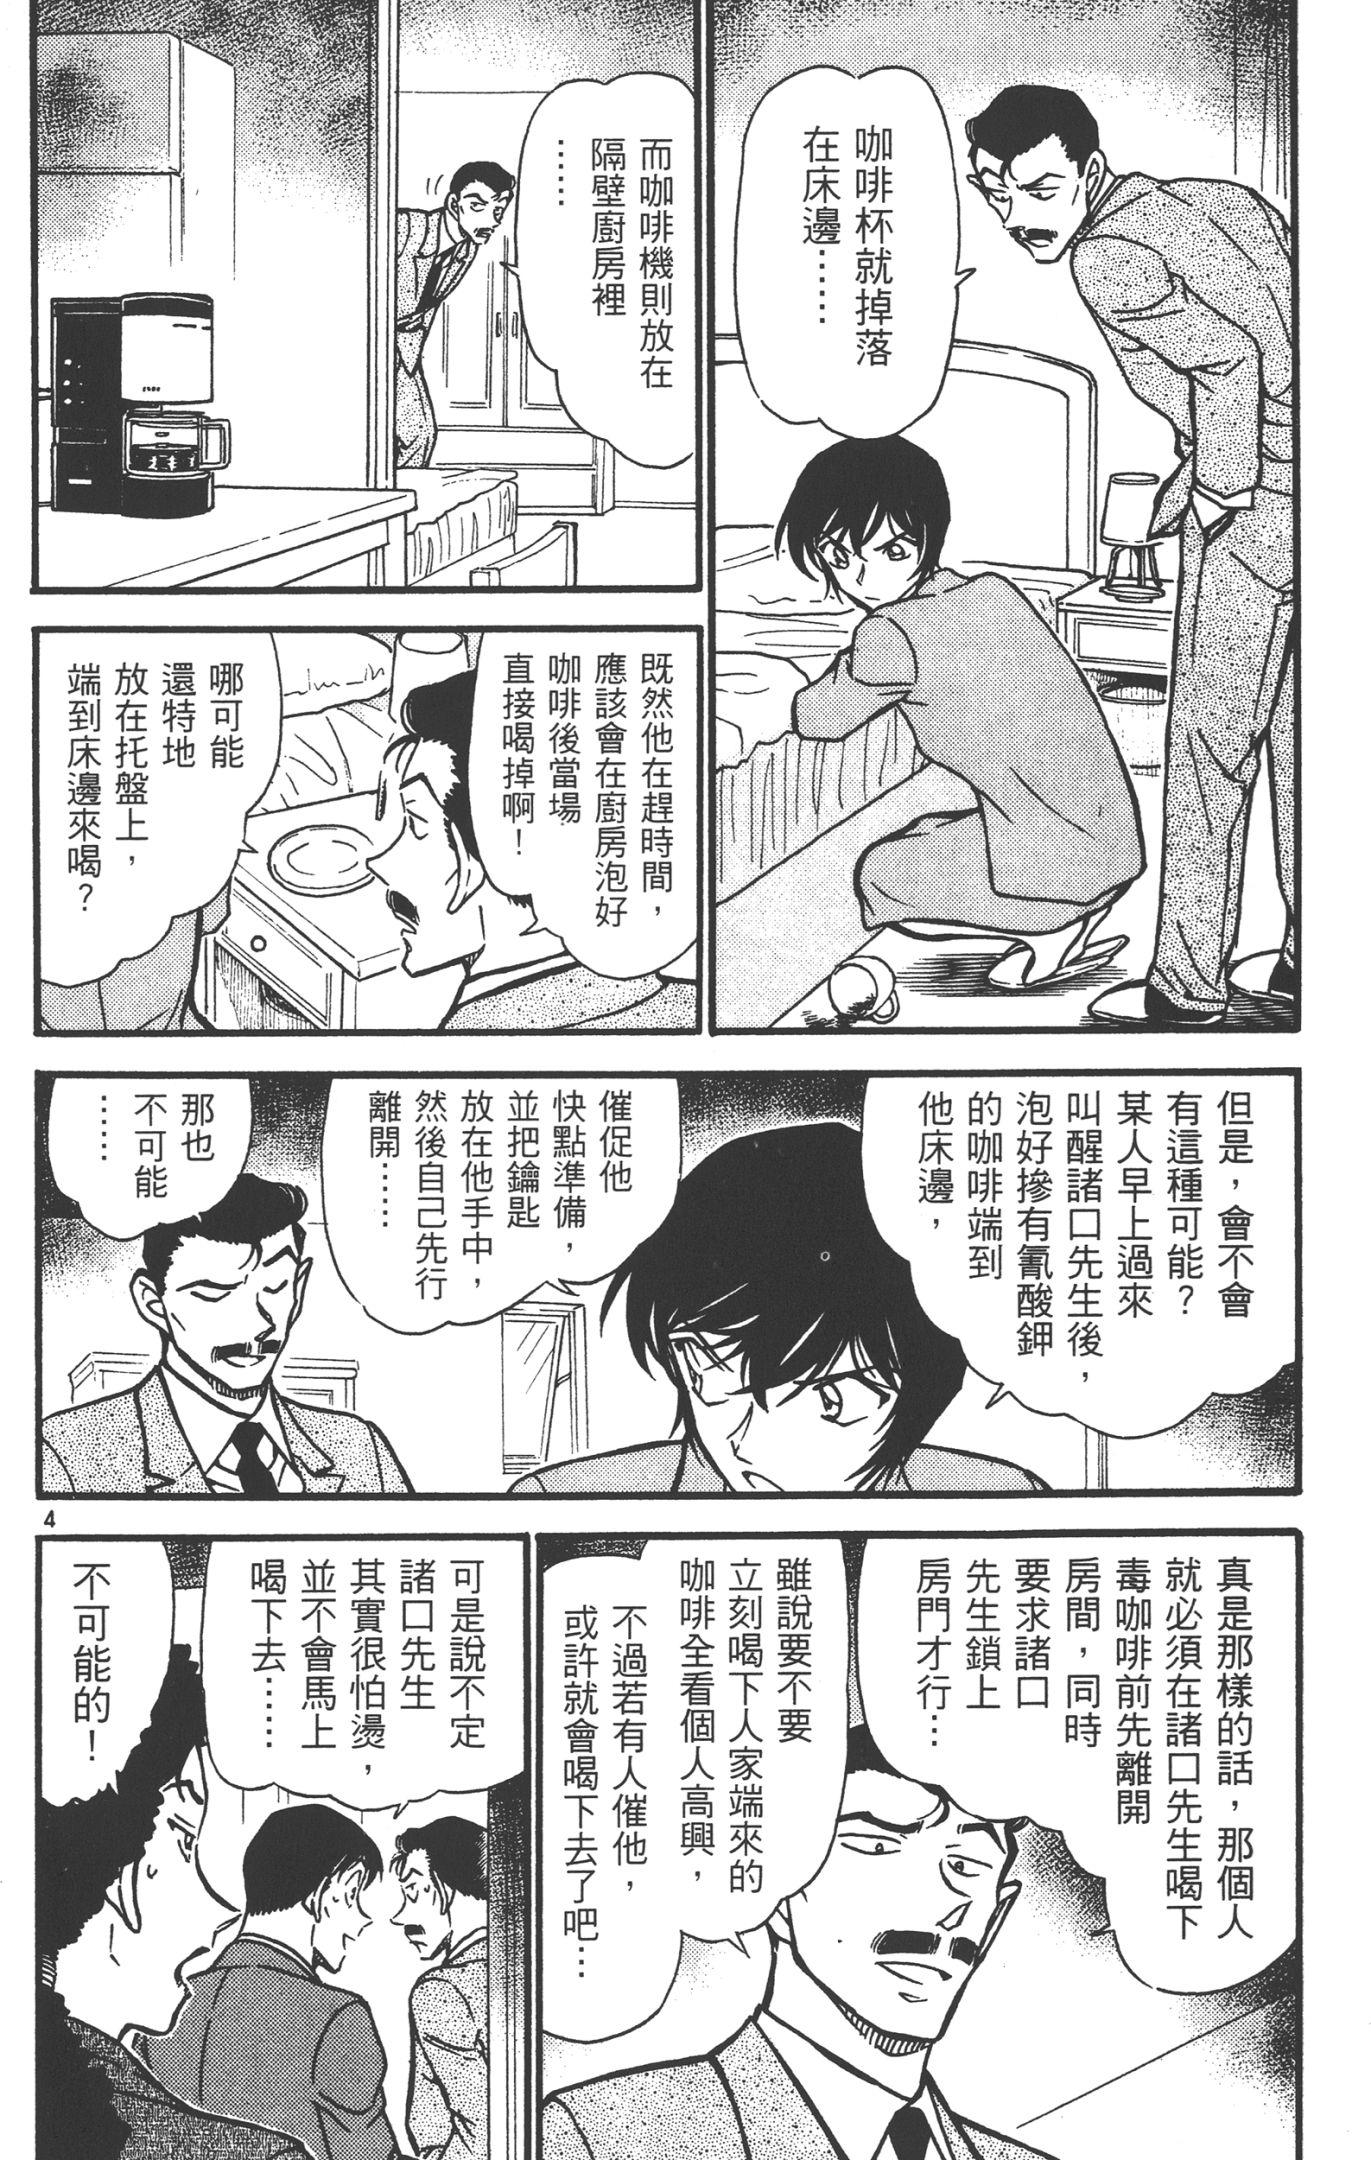 咖啡杯就掉落
在床邊……
而咖啡機則放在
隔壁廚房裡
……
既然他在趕時間，
應該會在廚房泡好
咖啡後當場
直接喝掉啊！
哪可能
還特地
放在托盤上，
端到床邊來喝？
但是，會不會
有這種可能？
某人早上過來
叫醒諸口先生後，
泡好摻有氰酸鉀
的咖啡端到
他床邊，
催促他
快點準備，
並把鑰匙
放在他手中，
然後自己先行
離開……
那也
不可能
……
4
真是那樣的話，那個人
就必須在諸口先生喝下
毒咖啡前先離開
房間，同時
要求諸口
先生鎖上
房門才行…
雖說要不要
立刻喝下人家端來的
咖啡全看個人高興，
不過若有人催他，
或許就會喝下去了吧…
可是說不定
諸口先生
其實很怕燙，
並不會馬上
喝下去……
不可能的！